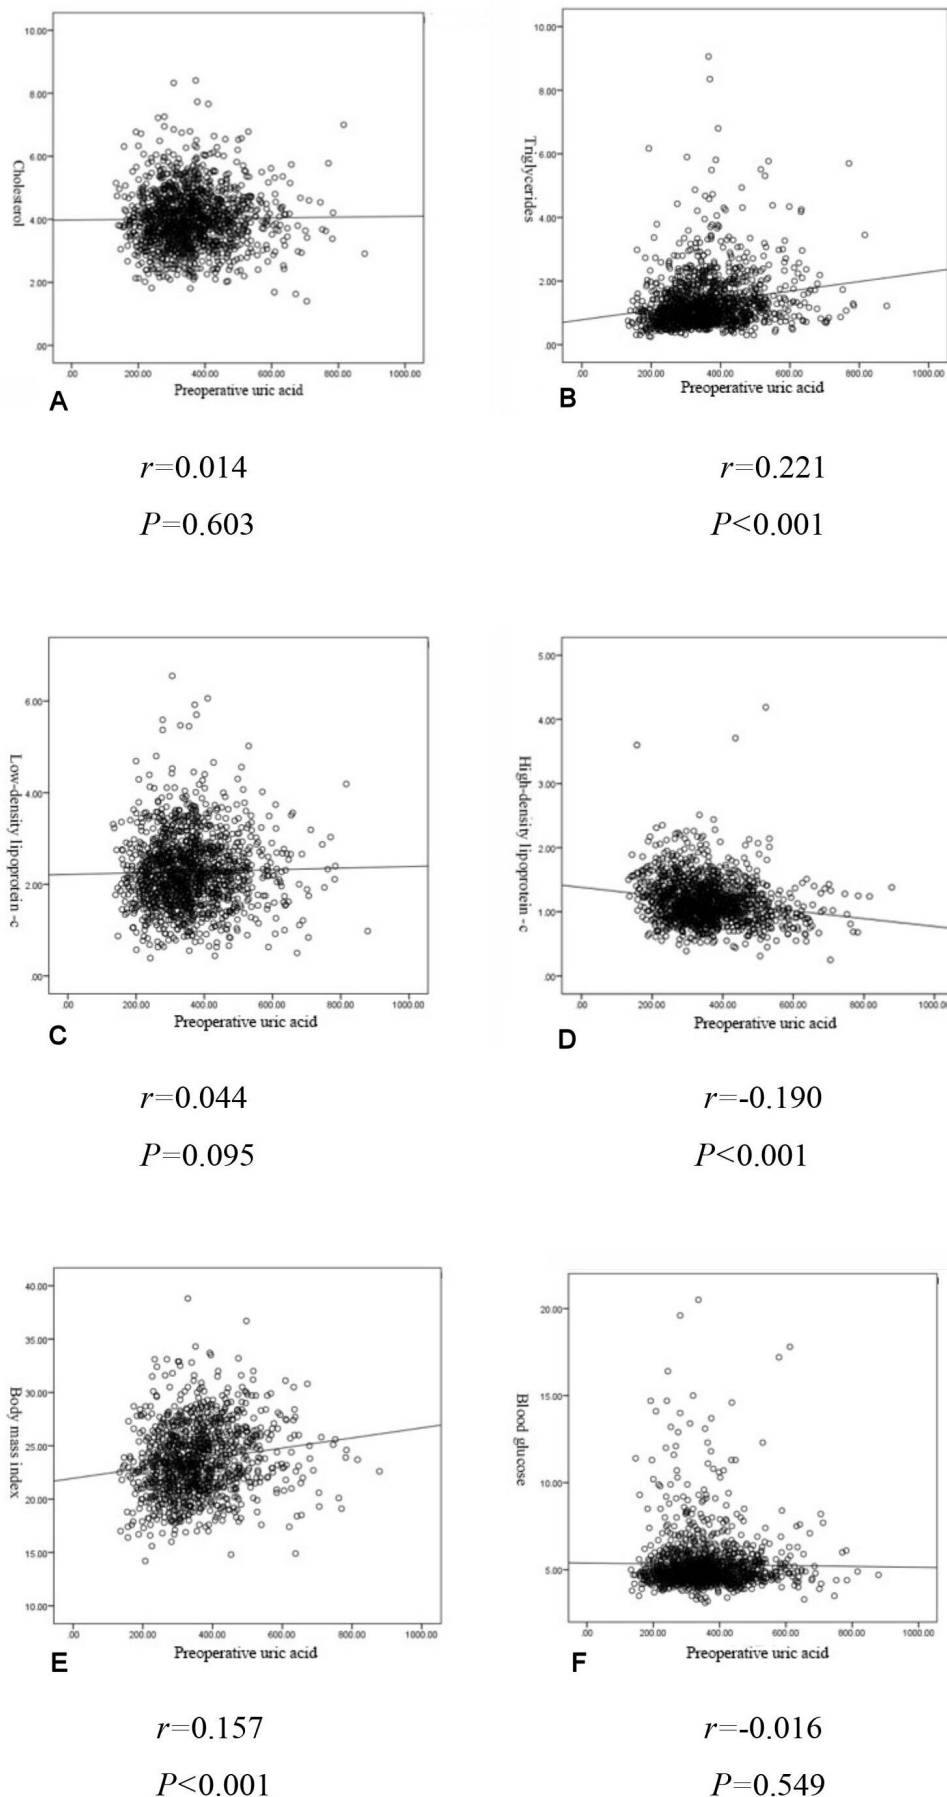 10.00
8.00
6.00
4.00
2.00
.00
Cholesterol
.00 200.00 400.00 600.00 800.00 1000.00
Preoperative uric acid
A
r=0.014
P=0.603
10.00
8.00
6.00
4.00
2.00
.00
Triglycerides
.00 200.00 400.00 600.00 800.00
Preoperative uric acid
B
r=0.221
P<0.001
6.00
4.00
2.00
.00
Low-density lipoprotein -c
.00 200.00 400.00 600.00 800.00 1000.00
Preoperative uric acid
C
r=0.044
P=0.095
5.00
4.00
3.00
2.00
1.00
.00
High-density lipoprotein -c
.00 200.00 400.00 600.00 800.00
Preoperative uric acid
D
r=-0.190
P<0.001
40.00
35.00
30.00
25.00
20.00
15.00
10.00
Body mass index
.00 200.00 400.00 600.00 800.00 1000.00
Preoperative uric acid
E
r=0.157
P<0.001
20.00
15.00
10.00
5.00
Blood glucose
.00 200.00 400.00 600.00 800.00 1000.00
Preoperative uric acid
F
r=-0.016
P=0.549